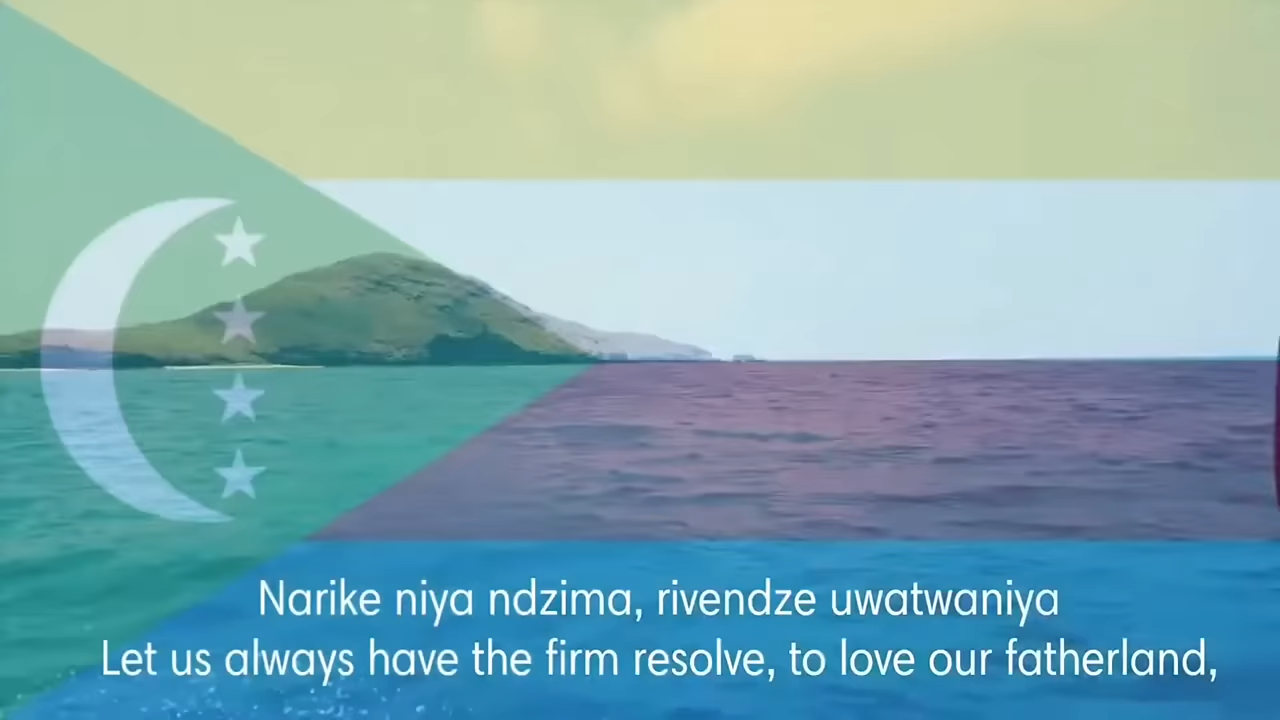 Narike niya ndzima, rivendze uwatwaniya
Let us always have the firm resolve, to love our fatherland,